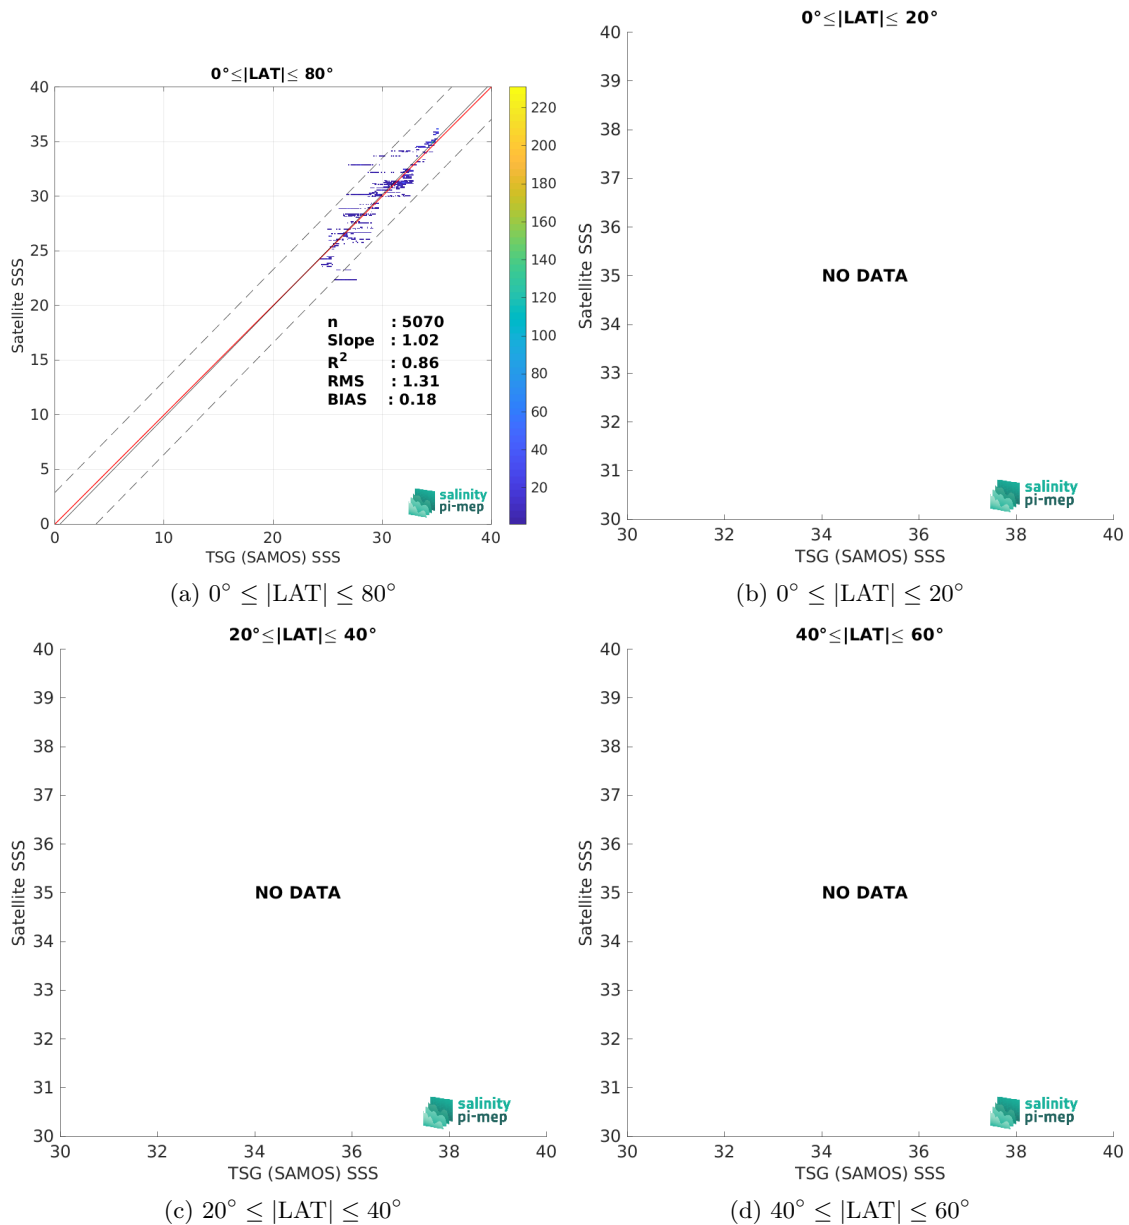 0°≤|LAT|≤ 80°
40
35
30
25
20
15
10
5
0
Satellite SSS
0
10
20
30
40
TSG (SAMOS) SSS
220
200
180
160
140
120
100
80
60
40
20
n : 5070
Slope : 1.02
R² : 0.86
RMS : 1.31
BIAS : 0.18
salinity
pi-mep
(a) 0° ≤ |LAT| ≤ 80°
0°≤|LAT|≤ 20°
40
39
38
37
36
35
34
33
32
31
30
Satellite SSS
NO DATA
30
32
34
36
38
40
TSG (SAMOS) SSS
salinity
pi-mep
(b) 0° ≤ |LAT| ≤ 20°
20°≤|LAT|≤ 40°
40
39
38
37
36
35
34
33
32
31
30
Satellite SSS
NO DATA
30
32
34
36
38
40
TSG (SAMOS) SSS
salinity
pi-mep
(c) 20° ≤ |LAT| ≤ 40°
40°≤|LAT|≤ 60°
40
39
38
37
36
35
34
33
32
31
30
Satellite SSS
NO DATA
30
32
34
36
38
40
TSG (SAMOS) SSS
salinity
pi-mep
(d) 40° ≤ |LAT| ≤ 60°